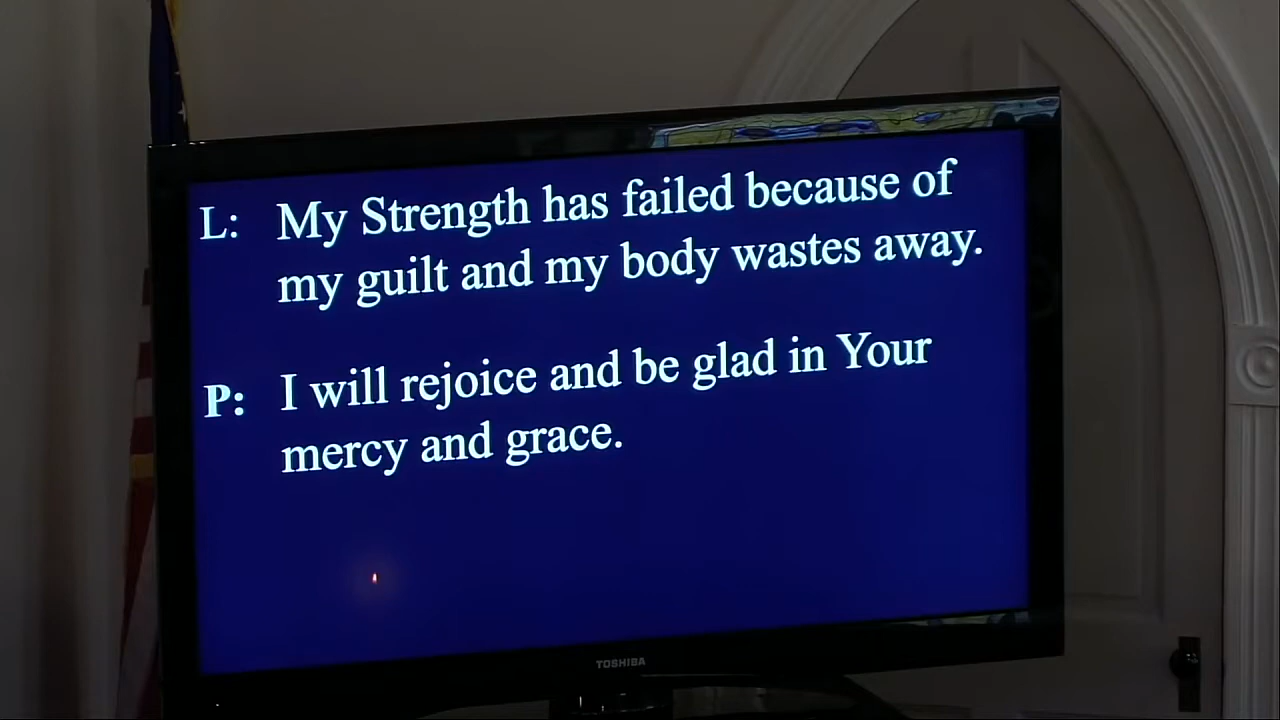 L: My Strength has failed because of
my guilt and my body wastes away.
P: I will rejoice and be glad in Your
mercy and grace.
TOSHIBA